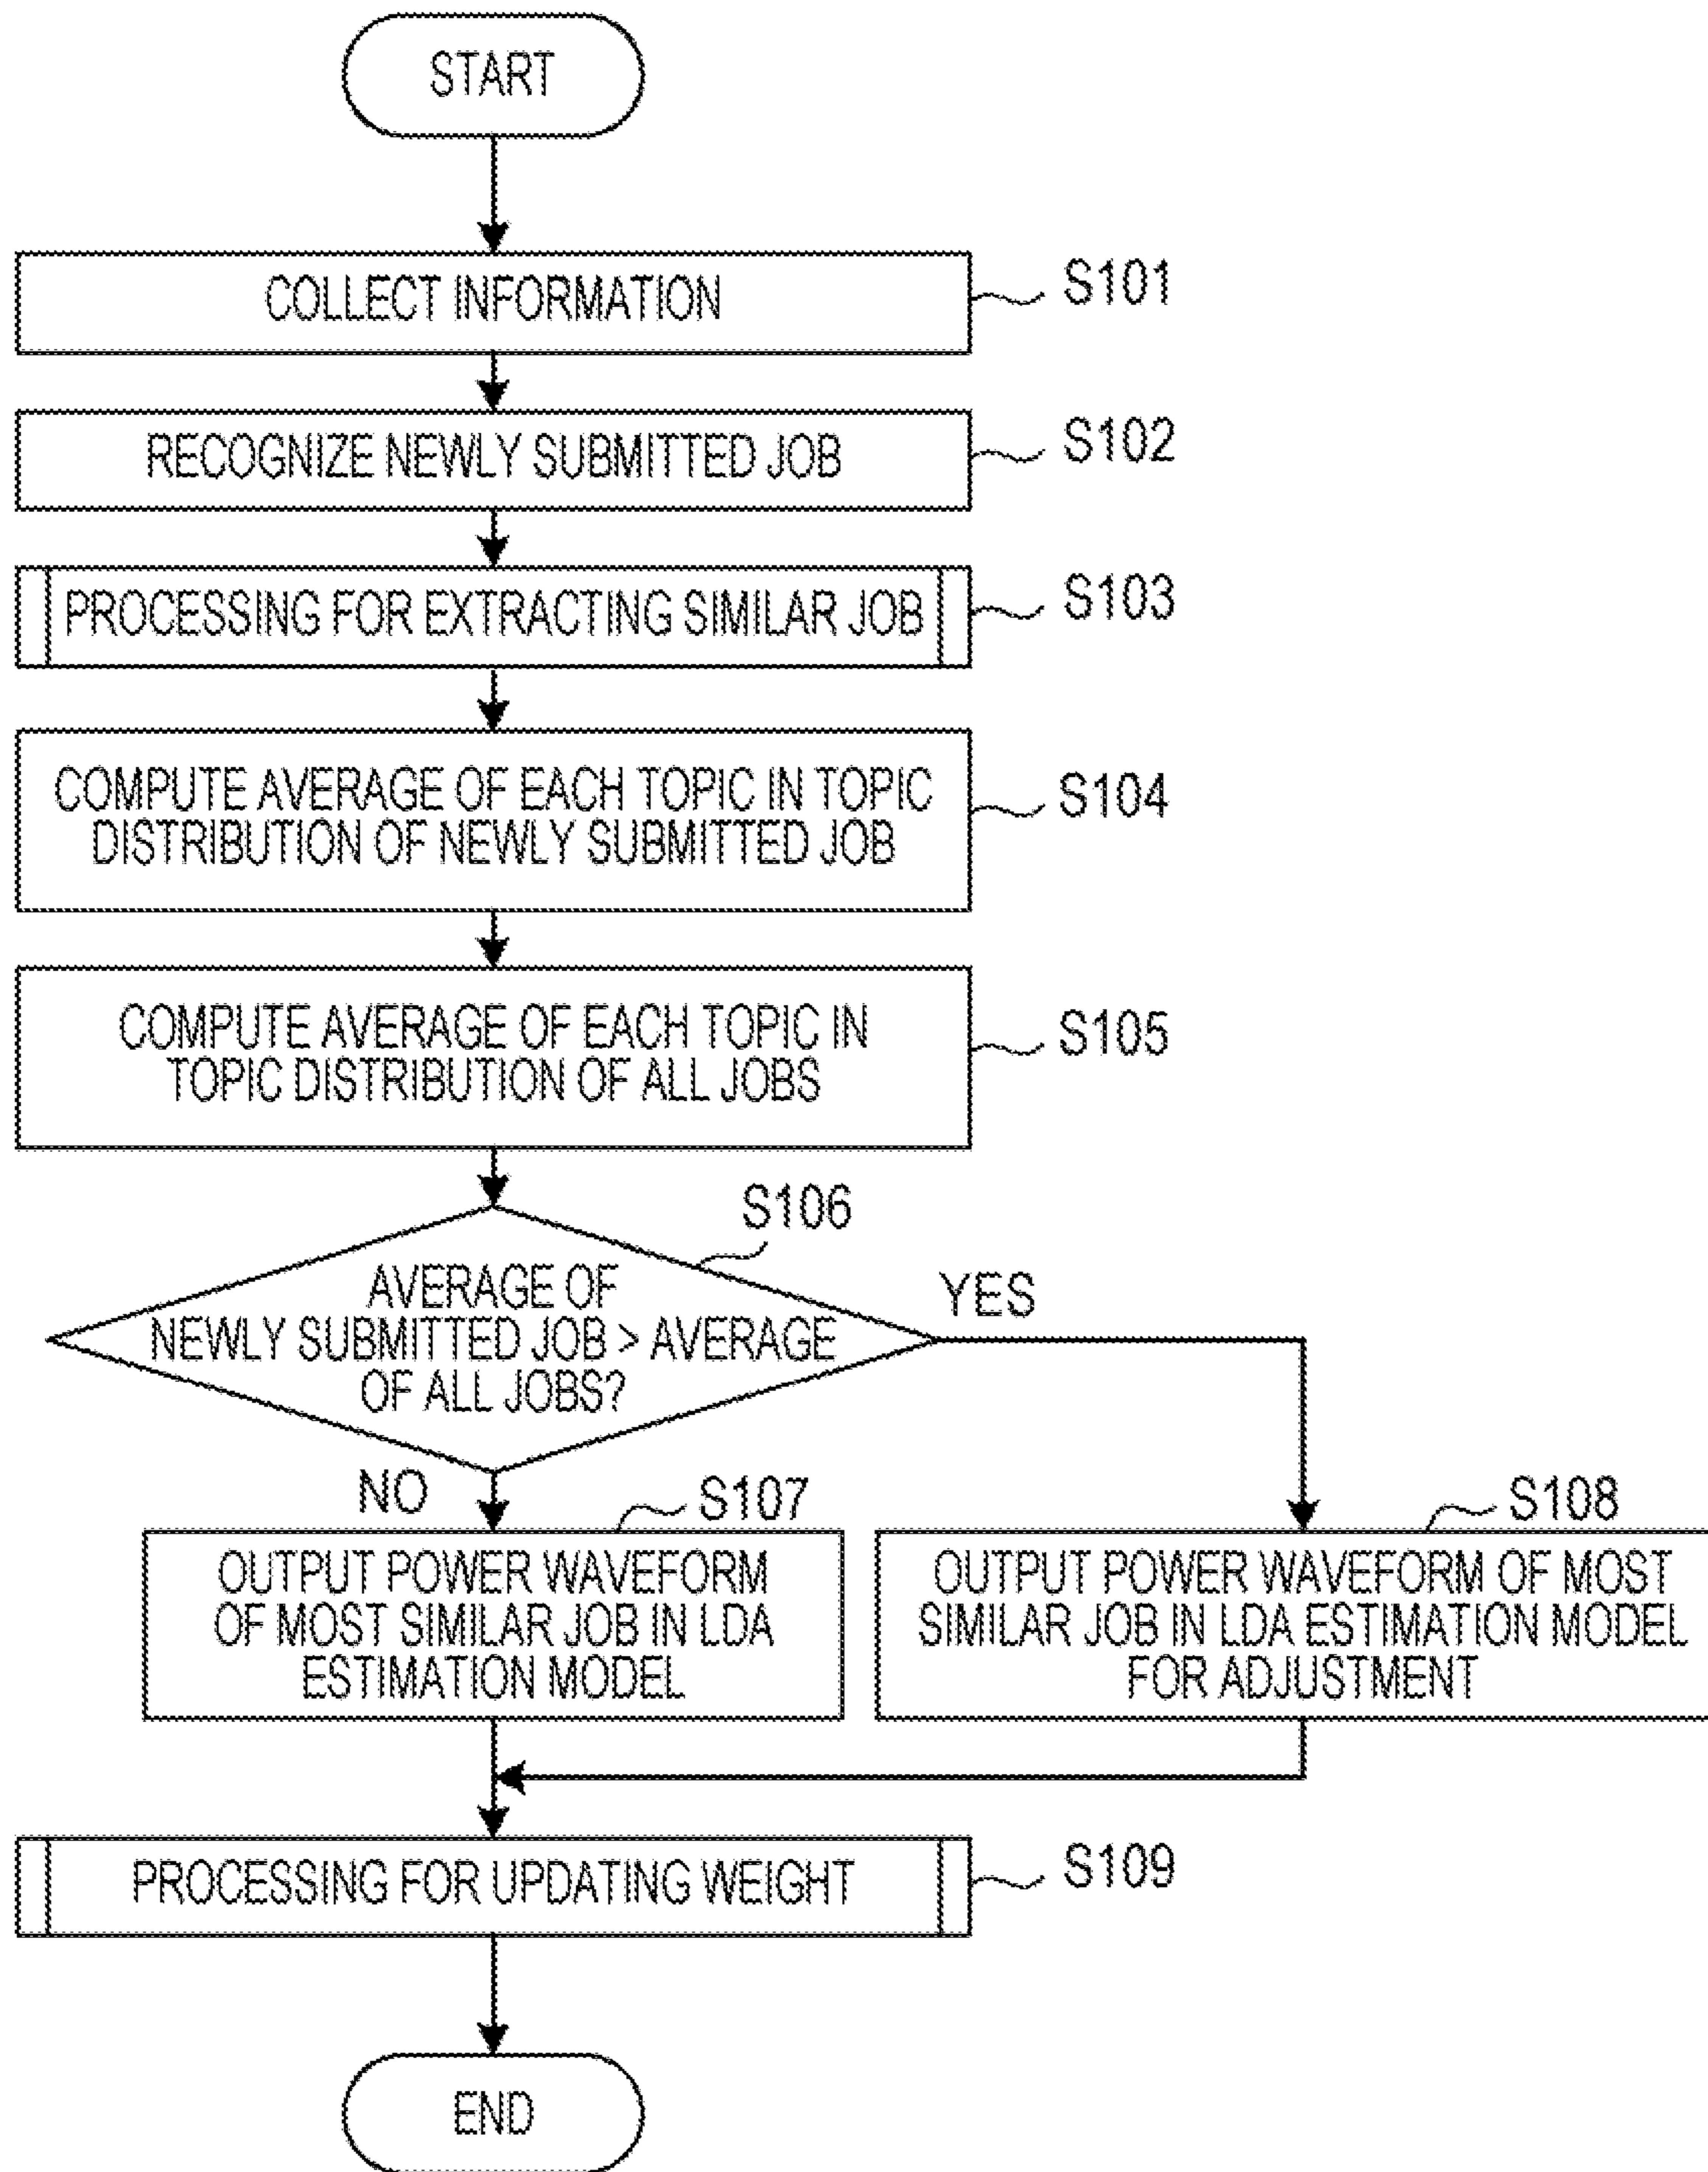 START
COLLECT INFORMATION
S101
RECOGNIZE NEWLY SUBMITTED JOB
S102
PROCESSING FOR EXTRACTING SIMILAR JOB
S103
COMPUTE AVERAGE OF EACH TOPIC IN TOPIC
DISTRIBUTION OF NEWLY SUBMITTED JOB
S104
COMPUTE AVERAGE OF EACH TOPIC IN
TOPIC DISTRIBUTION OF ALL JOBS
S105
S106
AVERAGE OF
NEWLY SUBMITTED JOB > AVERAGE
OF ALL JOBS?
YES
NO
S107
OUTPUT POWER WAVEFORM
OF MOST SIMILAR JOB IN LDA
ESTIMATION MODEL
S108
OUTPUT POWER WAVEFORM OF MOST
SIMILAR JOB IN LDA ESTIMATION MODEL
FOR ADJUSTMENT
PROCESSING FOR UPDATING WEIGHT
S109
END